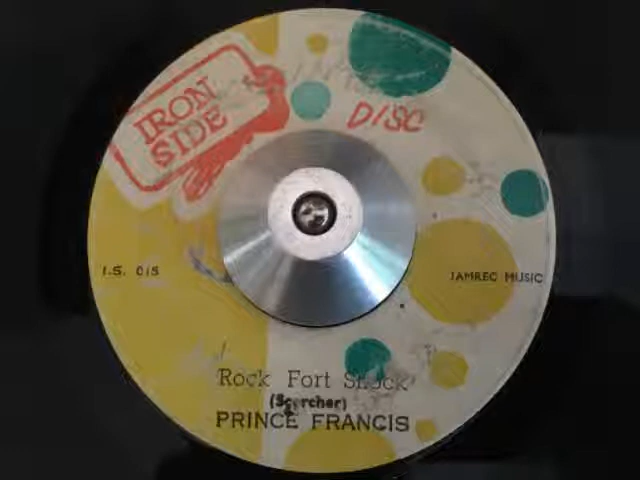 IRON
SIDE
DISC
I.S. 015
JAMREC MUSIC
Rock Fort Shock
(Scorcher)
PRINCE FRANCIS